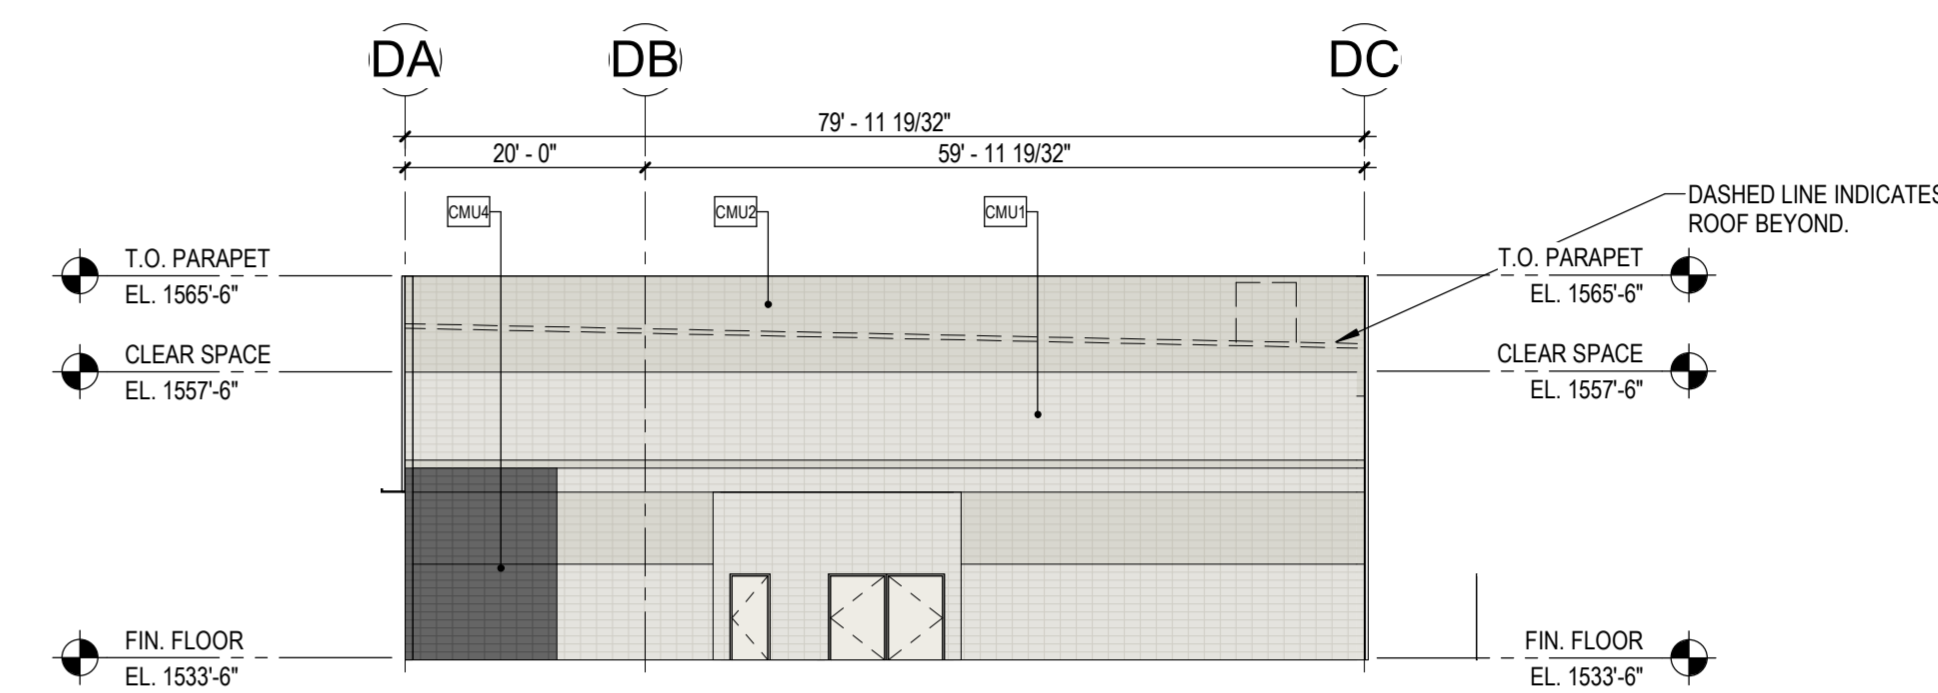 DA
DB
DC
79' - 11 19/32"
20' - 0"
59' - 11 19/32"
CMU4
CMU2
CMU1
DASHED LINE INDICATES
ROOF BEYOND.
T.O. PARAPET
EL. 1565'-6"
T.O. PARAPET
EL. 1565'-6"
CLEAR SPACE
EL. 1557'-6"
CLEAR SPACE
EL. 1557'-6"
FIN. FLOOR
EL. 1533'-6"
FIN. FLOOR
EL. 1533'-6"